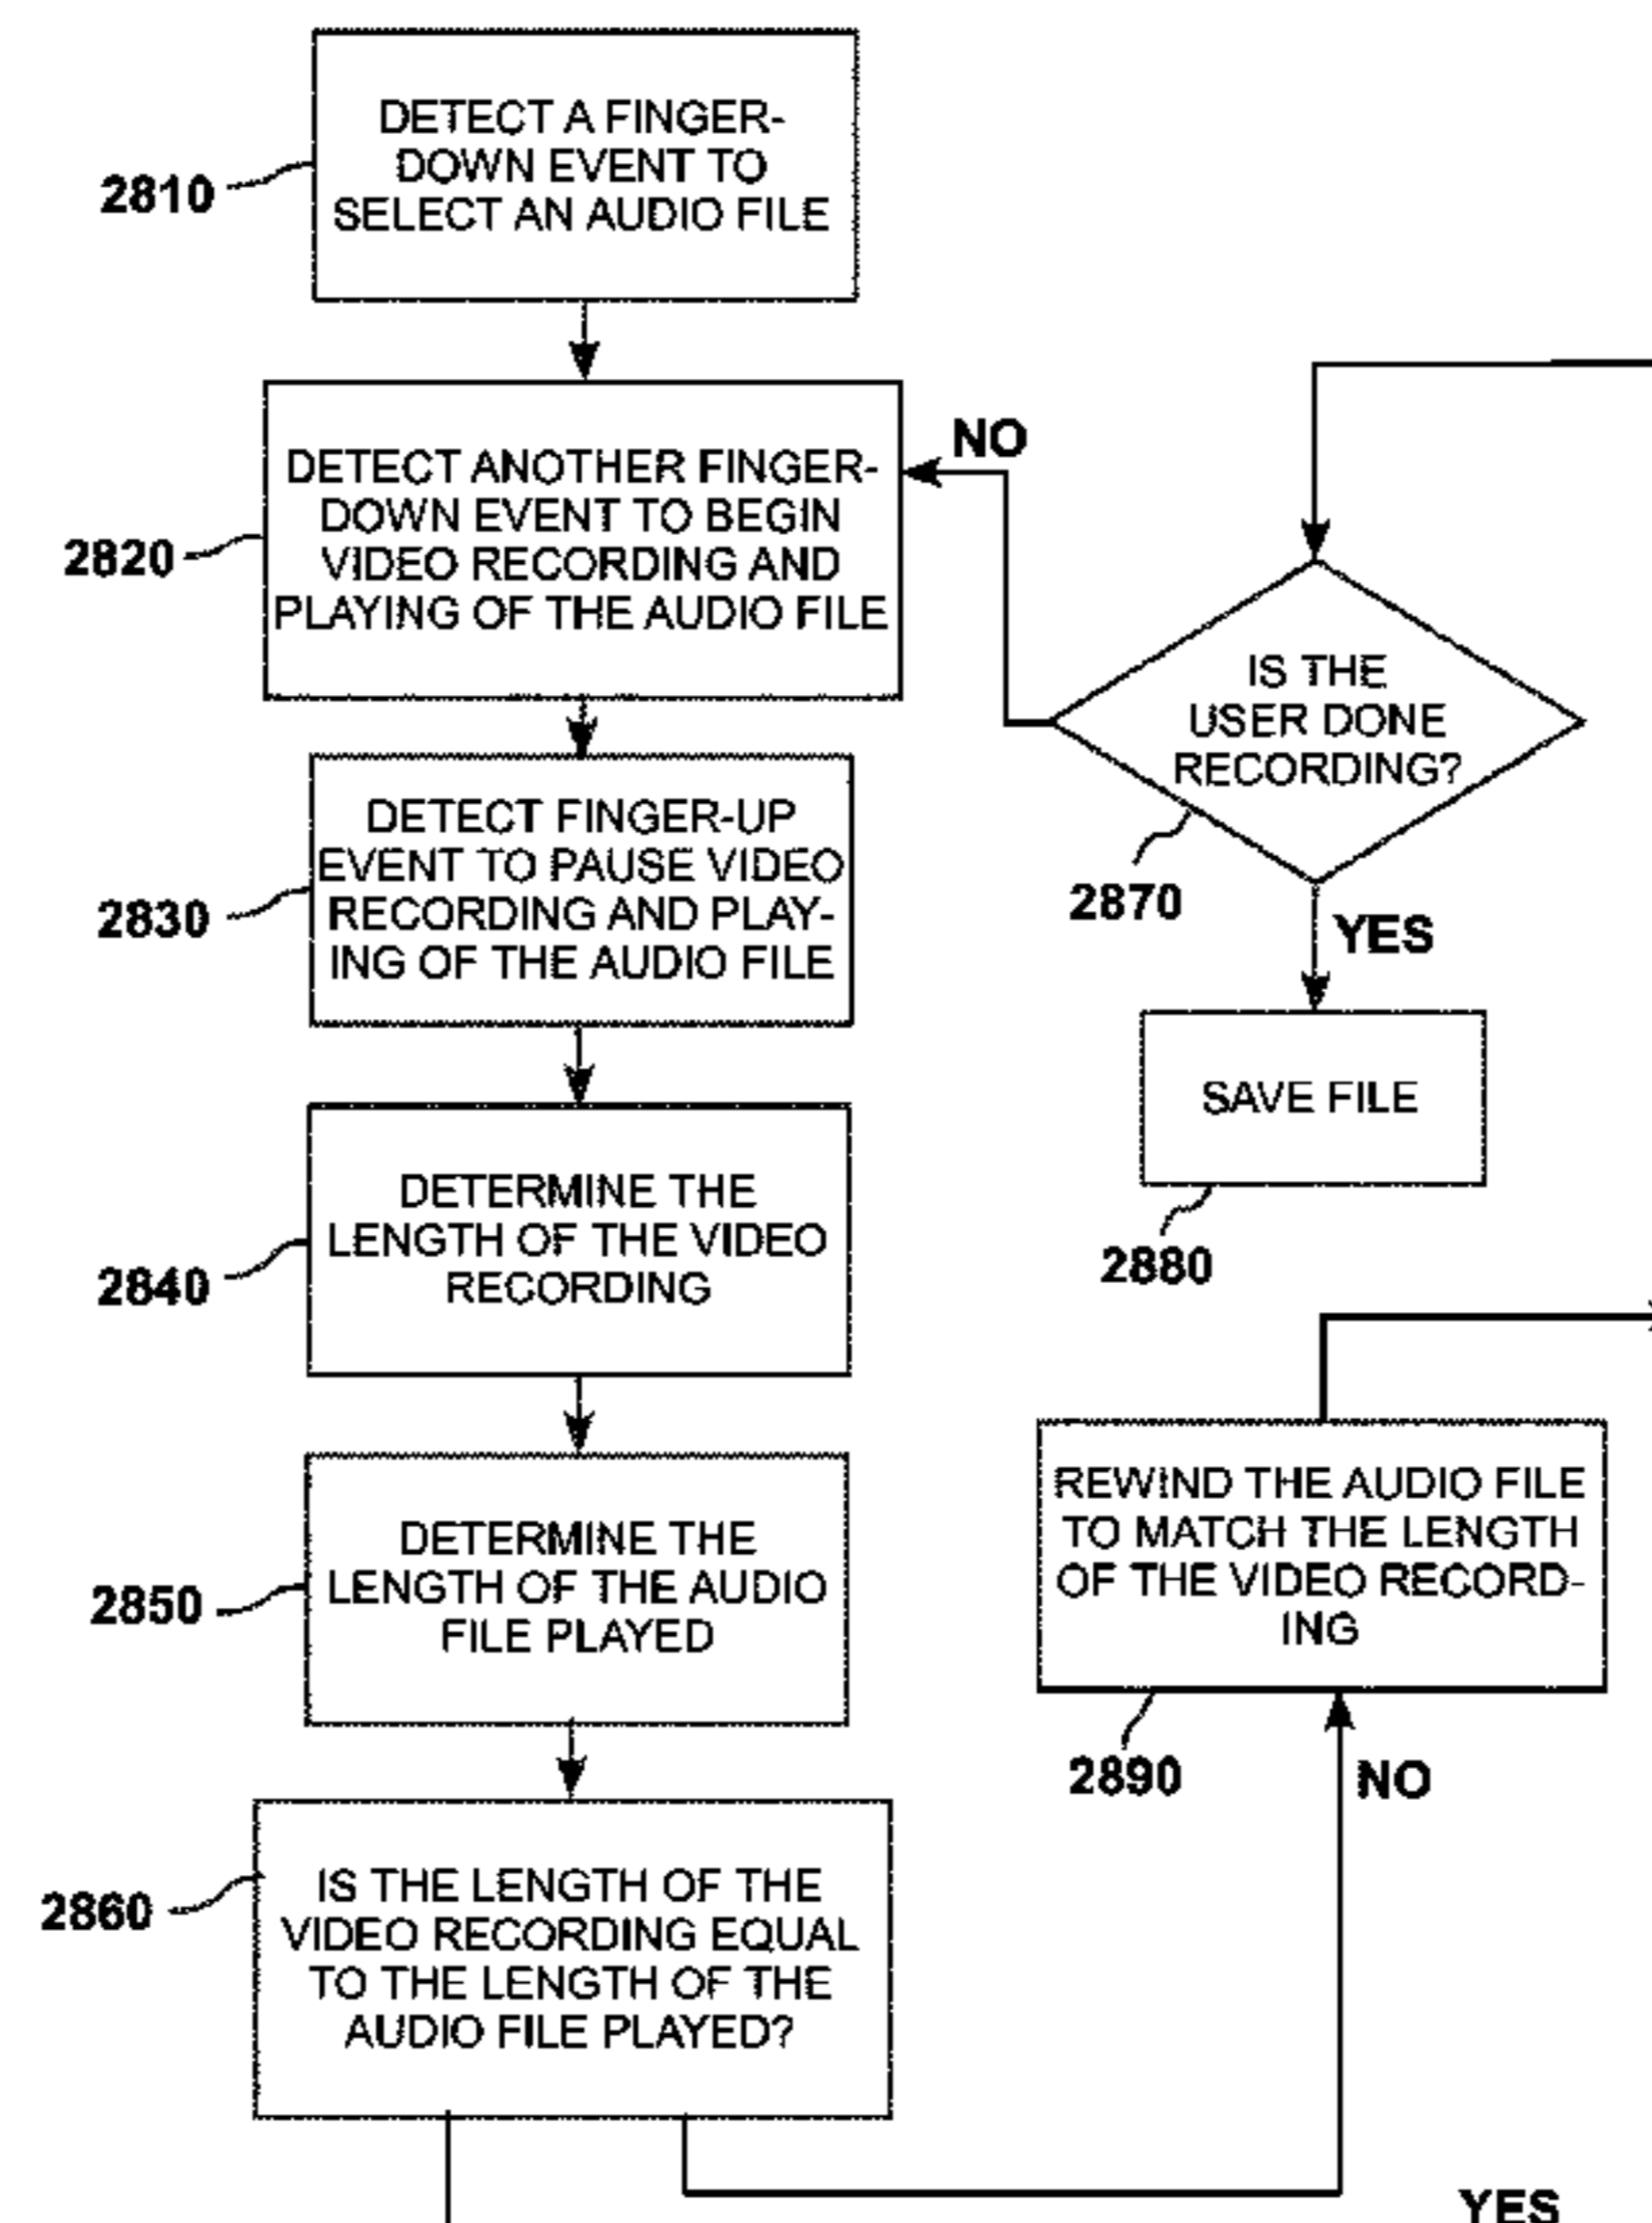 DETECT A FINGER-
DOWN EVENT TO
SELECT AN AUDIO FILE
2810
DETECT ANOTHER FINGER-
DOWN EVENT TO BEGIN
VIDEO RECORDING AND
PLAYING OF THE AUDIO FILE
2820
NO
DETECT FINGER-UP
EVENT TO PAUSE VIDEO
RECORDING AND PLAY-
ING OF THE AUDIO FILE
2830
DETERMINE THE
LENGTH OF THE VIDEO
RECORDING
2840
DETERMINE THE
LENGTH OF THE AUDIO
FILE PLAYED
2850
IS THE LENGTH OF THE
VIDEO RECORDING EQUAL
TO THE LENGTH OF THE
AUDIO FILE PLAYED?
2860
IS THE
USER DONE
RECORDING?
2870
YES
SAVE FILE
2880
REWIND THE AUDIO FILE
TO MATCH THE LENGTH
OF THE VIDEO RECORD-
ING
2890
NO
YES